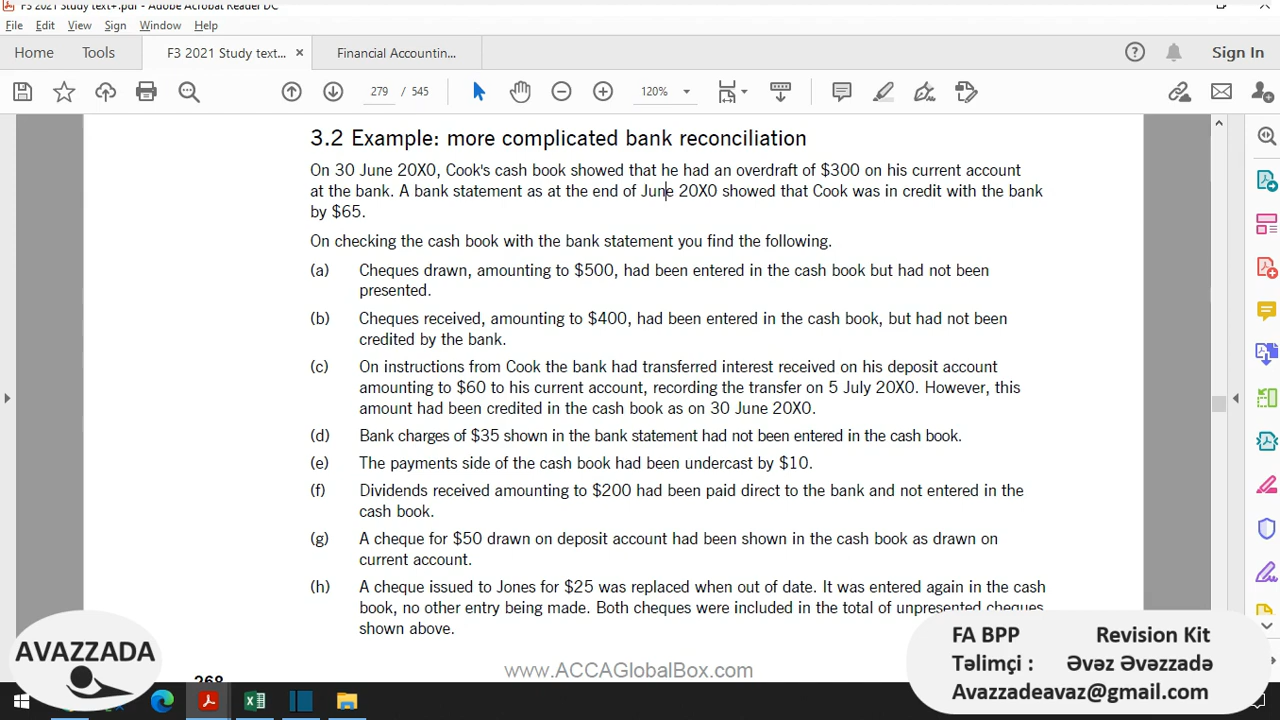 F3 2021 Study text+.pdf - Adobe Acrobat Reader DC
File Edit View Sign Window Help
Home Tools F3 2021 Study text... × Financial Accountin... Sign In
279 / 545 120%
3.2 Example: more complicated bank reconciliation
On 30 June 20X0, Cook's cash book showed that he had an overdraft of $300 on his current account
at the bank. A bank statement as at the end of June 20X0 showed that Cook was in credit with the bank
by $65.
On checking the cash book with the bank statement you find the following.
(a) Cheques drawn, amounting to $500, had been entered in the cash book but had not been
presented.
(b) Cheques received, amounting to $400, had been entered in the cash book, but had not been
credited by the bank.
(c) On instructions from Cook the bank had transferred interest received on his deposit account
amounting to $60 to his current account, recording the transfer on 5 July 20X0. However, this
amount had been credited in the cash book as on 30 June 20X0.
(d) Bank charges of $35 shown in the bank statement had not been entered in the cash book.
(e) The payments side of the cash book had been undercast by $10.
(f) Dividends received amounting to $200 had been paid direct to the bank and not entered in the
cash book.
(g) A cheque for $50 drawn on deposit account had been shown in the cash book as drawn on
current account.
(h) A cheque issued to Jones for $25 was replaced when out of date. It was entered again in the cash
book, no other entry being made. Both cheques were included in the total of unpresented cheques
shown above.
www.ACCAGlobalBox.com
268
AVAZZADA
FA BPP Revision Kit
Təlimçi : Əvəz Əvəzzadə
Avazzadeavaz@gmail.com